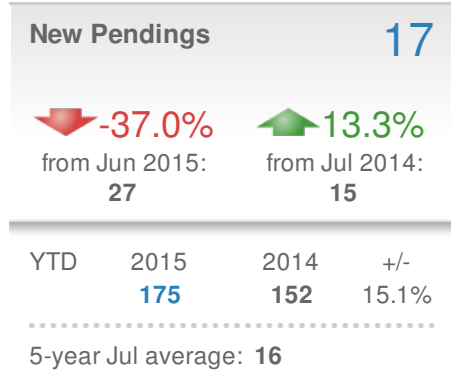 New Pendings 17
-37.0% 13.3%
from Jun 2015: from Jul 2014:
27 15
YTD 2015 2014 +/-
175 152 15.1%
5-year Jul average: 16